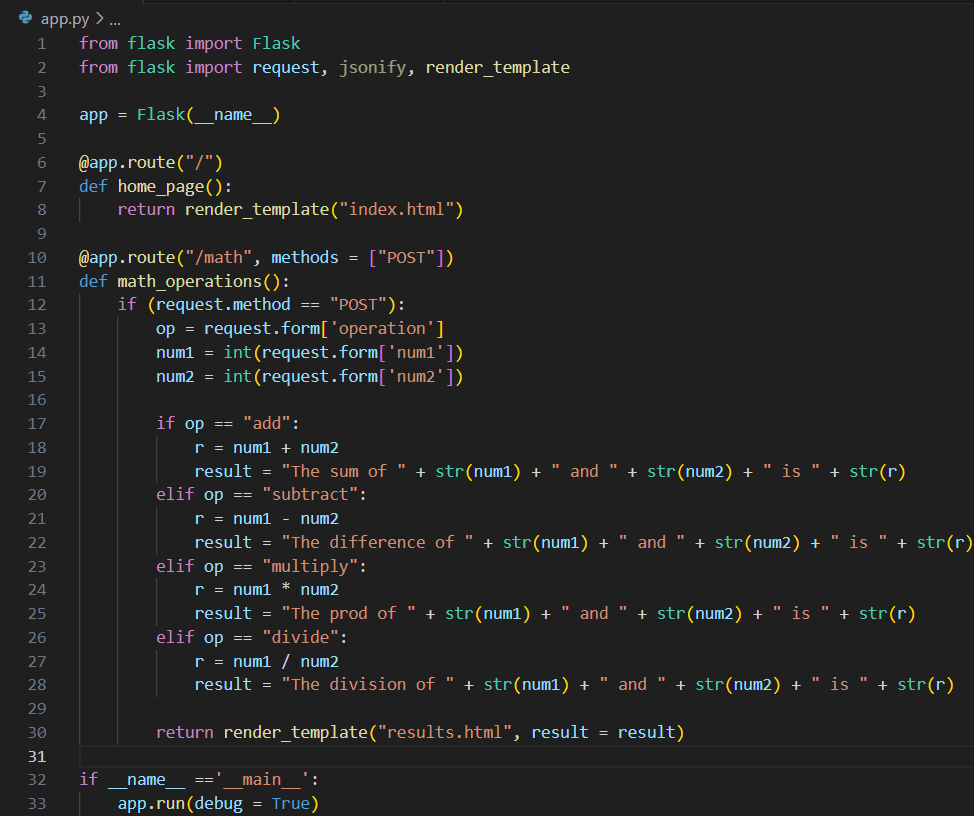 app.py > ...
1 from flask import Flask
2 from flask import request, jsonify, render_template
3
4 app = Flask(__name__)
5
6 @app.route("/")
7 def home_page():
8     return render_template("index.html")
9
10 @app.route("/math", methods = ["POST"])
11 def math_operations():
12     if (request.method == "POST"):
13         op = request.form['operation']
14         num1 = int(request.form['num1'])
15         num2 = int(request.form['num2'])
16
17         if op == "add":
18             r = num1 + num2
19             result = "The sum of " + str(num1) + " and " + str(num2) + " is " + str(r)
20         elif op == "subtract":
21             r = num1 - num2
22             result = "The difference of " + str(num1) + " and " + str(num2) + " is " + str(r)
23         elif op == "multiply":
24             r = num1 * num2
25             result = "The prod of " + str(num1) + " and " + str(num2) + " is " + str(r)
26         elif op == "divide":
27             r = num1 / num2
28             result = "The division of " + str(num1) + " and " + str(num2) + " is " + str(r)
29
30         return render_template("results.html", result = result)
31
32 if __name__ =='__main__':
33     app.run(debug = True)